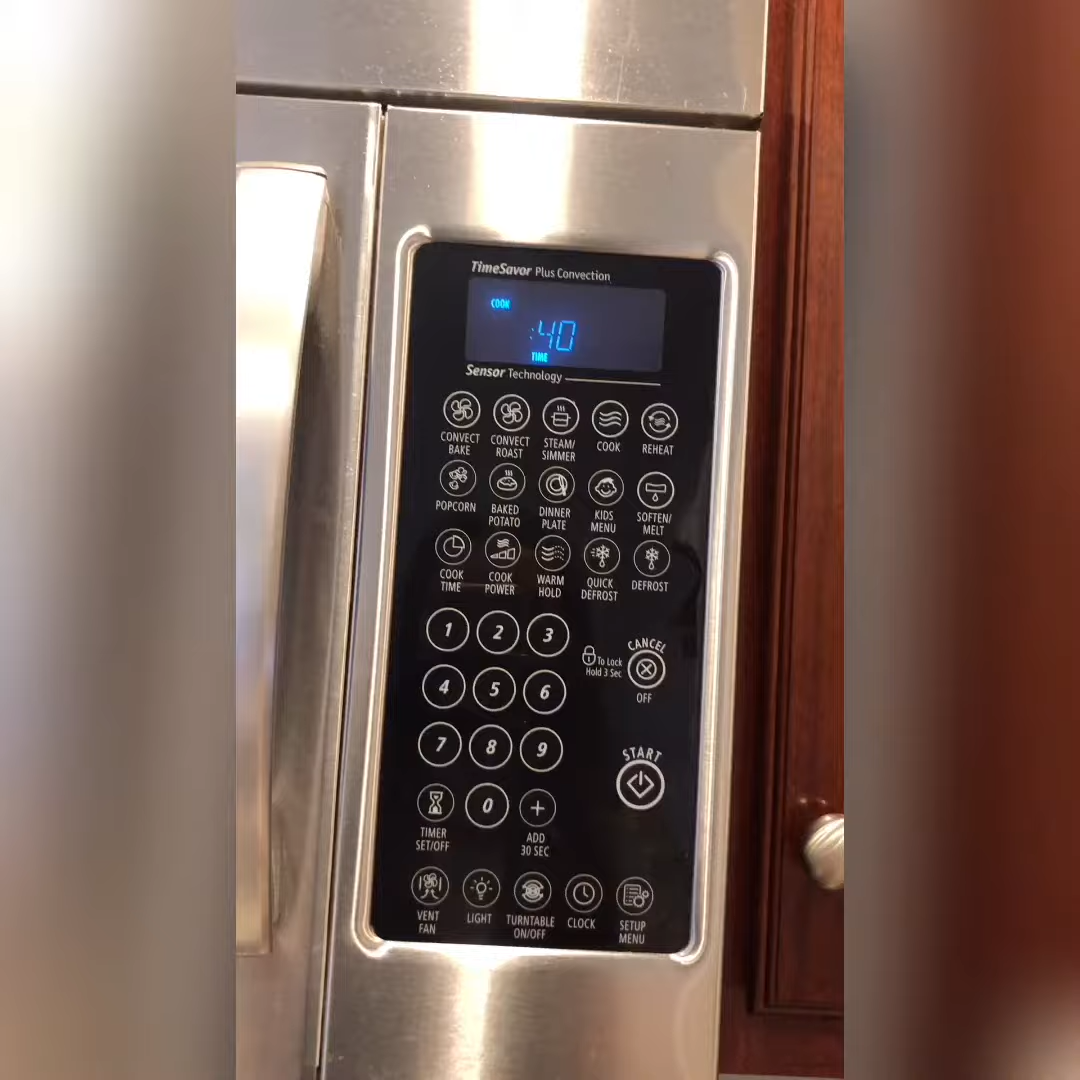 TimeSavor Plus Convection
COOK
:40
TIME
Sensor Technology
CONVECT BAKE
CONVECT ROAST
STEAM/ SIMMER
COOK
REHEAT
POPCORN
BAKED POTATO
DINNER PLATE
KIDS MENU
SOFTEN/ MELT
COOK TIME
COOK POWER
WARM HOLD
QUICK DEFROST
DEFROST
1 2 3
To Lock
Hold 3 Sec
CANCEL
OFF
4 5 6
7 8 9
START
0
TIMER SET/OFF
ADD 30 SEC
VENT FAN
LIGHT
TURNTABLE ON/OFF
CLOCK
SETUP MENU